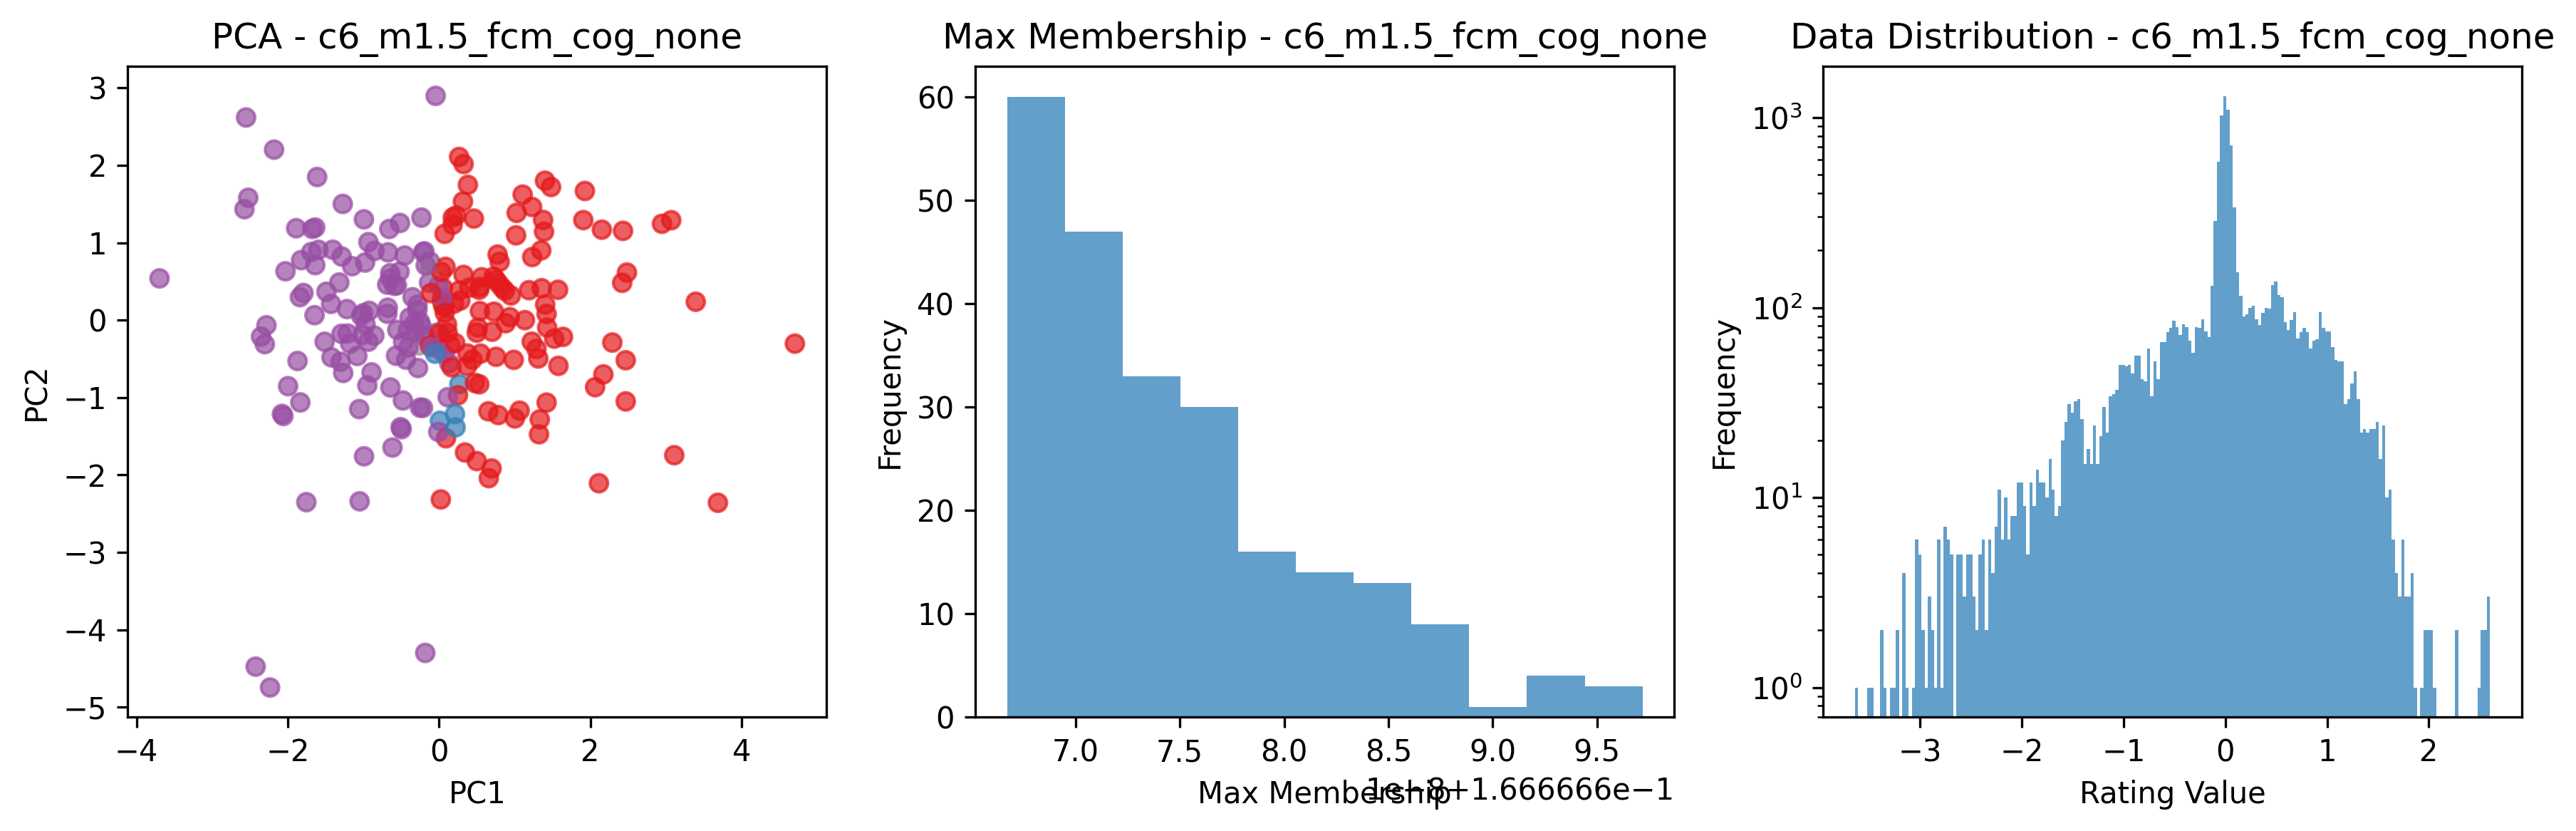 PCA - c6_m1.5_fcm_cog_none
3
2
1
0
−1
−2
−3
−4
−5
PC2
−4 −2 0 2 4
PC1
Max Membership - c6_m1.5_fcm_cog_none
60
50
40
30
20
10
0
Frequency
7.0 7.5 8.0 8.5 9.0 9.5
Max Membership
1e−8+1.666666e−1
Data Distribution - c6_m1.5_fcm_cog_none
10³
10²
10¹
10⁰
Frequency
−3 −2 −1 0 1 2
Rating Value